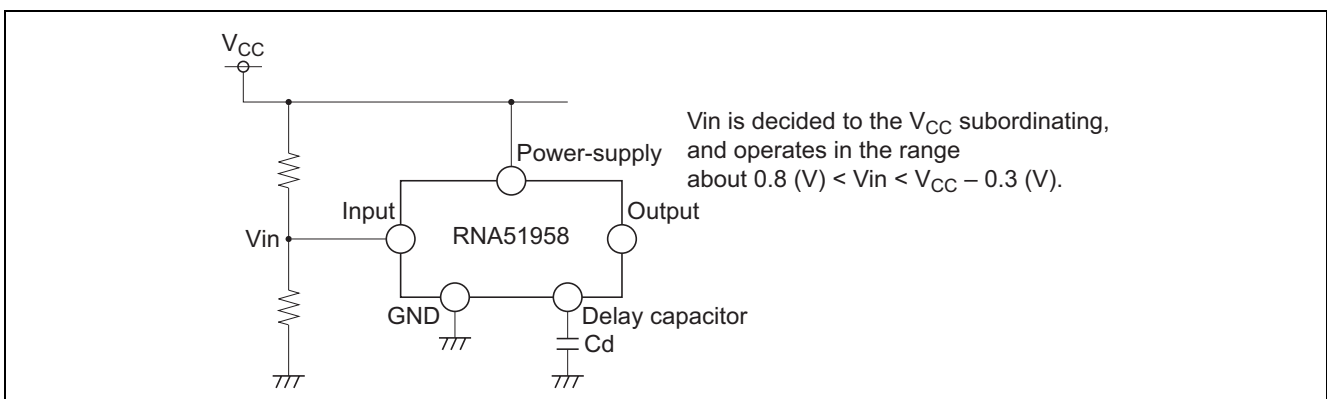 VCC
Vin is decided to the VCC subordinating,
and operates in the range
about 0.8 (V) < Vin < VCC – 0.3 (V).
Power-supply
Input
Output
RNA51958
Vin
GND
Delay capacitor
Cd